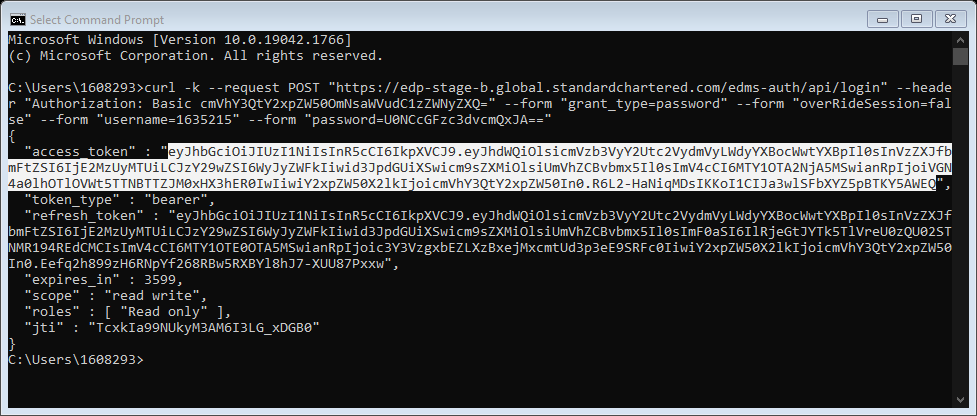 Select Command Prompt
Microsoft Windows [Version 10.0.19042.1766]
(c) Microsoft Corporation. All rights reserved.
C:\Users\1608293>curl -k --request POST "https://edp-stage-b.global.standardchartered.com/edms-auth/api/login" --heade
r "Authorization: Basic cmVhY3QtY2xpZW50OmNsaWVudC1zZWNyZXQ=" --form "grant_type=password" --form "overRideSession=fal
se" --form "username=1635215" --form "password=U0NCcGFzc3dvcmQxJA=="
{
"access_token" : "eyJhbGciOiJIUzI1NiIsInR5cCI6IkpXVCJ9.eyJhdWQiOlsicmVzb3VyY2Utc2VydmVyLWdyYXBocWwtYXBpIl0sInVzZXJfb
mFtZSI6IjE2MzUyMTUiLCJzY29wZSI6WyJyZWFkIiwid3JpdGUiXSwicm9sZXMiOlsiUmVhZCBvbmx5Il0sImV4cCI6MTY1OTA2NjA5MSwianRpIjoiVGN
4a0lhOTlOVWt5TTNBTTZJM0xHX3hER0IwIiwiY2xpZW50X2lkIjoicmVhY3QtY2xpZW50In0.R6L2-HaNiqMDsIKKoI1CIJa3wlSFbXYZ5pBTKY5AWEQ",
"token_type" : "bearer",
"refresh_token" : "eyJhbGciOiJIUzI1NiIsInR5cCI6IkpXVCJ9.eyJhdWQiOlsicmVzb3VyY2Utc2VydmVyLWdyYXBocWwtYXBpIl0sInVzZXJf
bmFtZSI6IjE2MzUyMTUiLCJzY29wZSI6WyJyZWFkIiwid3JpdGUiXSwicm9sZXMiOlsiUmVhZCBvbmx5Il0sImF0aSI6IlRjeGtJYTk5TlVreU0zQU02ST
NMR194REdCMCIsImV4cCI6MTY1OTE0OTA5MSwianRpIjoic3Y3VzgxbEZLXzBxejMxcmtUd3p3eE9SRFc0IiwiY2xpZW50X2lkIjoicmVhY3QtY2xpZW50
In0.Eefq2h899zH6RNpYf268RBw5RXBYl8hJ7-XUU87Pxxw",
"expires_in" : 3599,
"scope" : "read write",
"roles" : [ "Read only" ],
"jti" : "TcxkIa99NUkyM3AM6I3LG_xDGB0"
}
C:\Users\1608293>